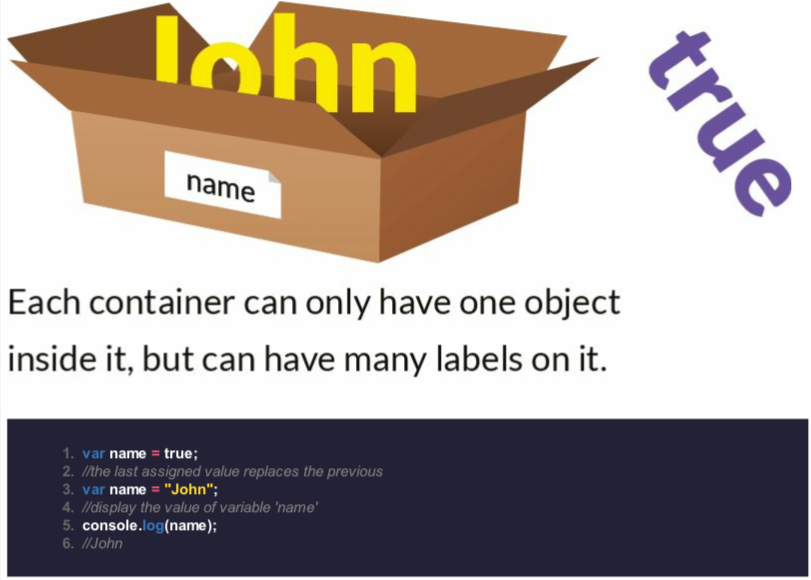 John
true
name
Each container can only have one object
inside it, but can have many labels on it.
1. var name = true;
2. //the last assigned value replaces the previous
3. var name = "John";
4. //display the value of variable 'name'
5. console.log(name);
6. //John